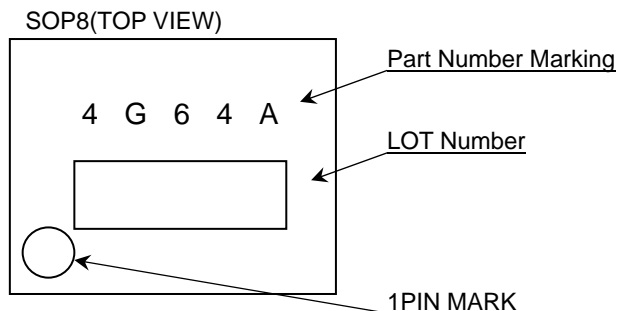 SOP8(TOP VIEW)
Part Number Marking
4 G 6 4 A
LOT Number
1PIN MARK